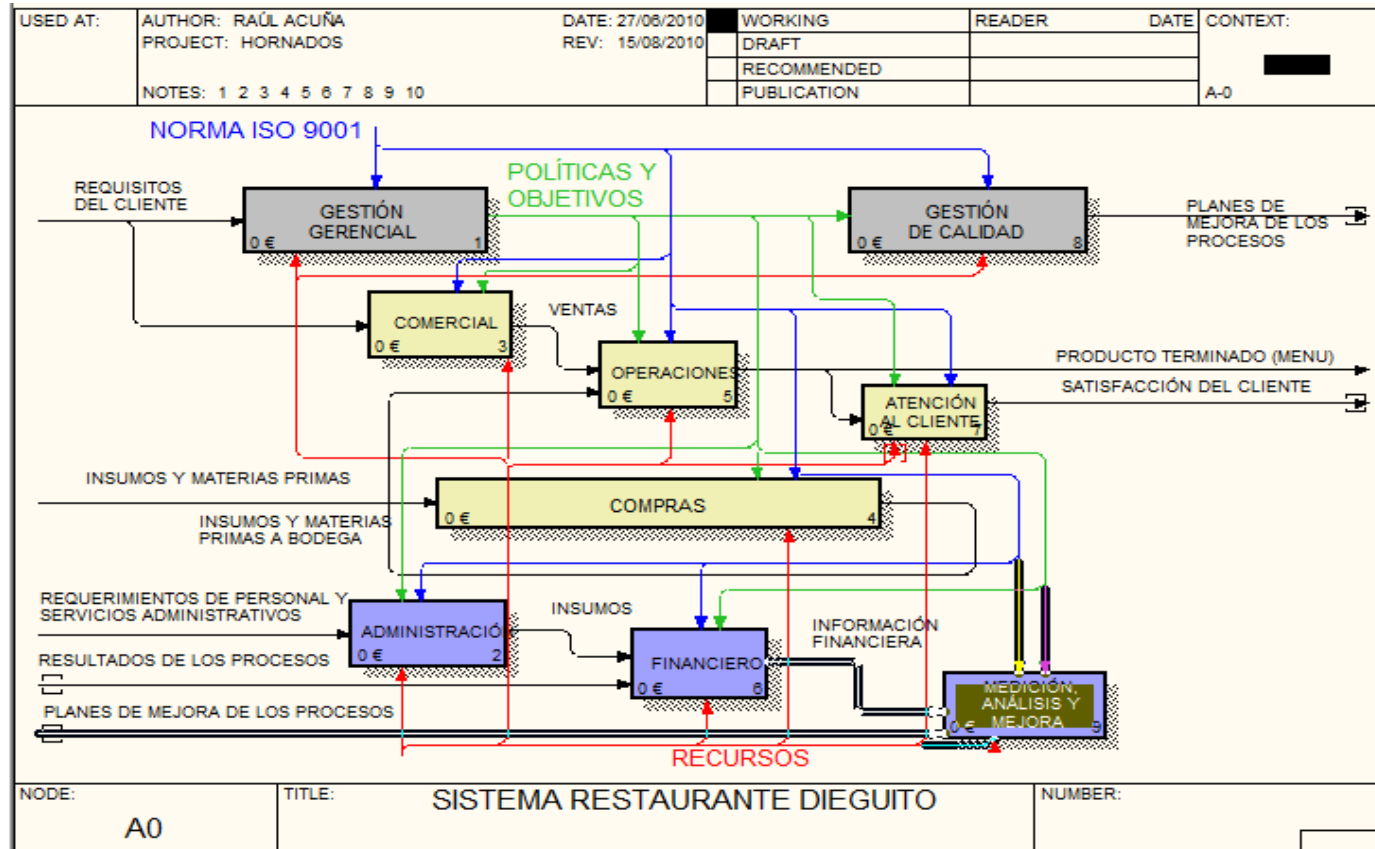 USED AT:
AUTHOR: RAÚL ACUÑA
DATE: 27/06/2010
WORKING
READER
DATE
CONTEXT:
PROJECT: HORNADOS
REV: 15/08/2010
DRAFT
RECOMMENDED
NOTES: 1 2 3 4 5 6 7 8 9 10
PUBLICATION
A-0
NORMA ISO 9001
POLÍTICAS Y
OBJETIVOS
REQUISITOS
DEL CLIENTE
GESTIÓN
GERENCIAL
0 €
1
GESTIÓN
DE CALIDAD
0 €
8
PLANES DE
MEJORA DE LOS
PROCESOS
COMERCIAL
0 €
3
VENTAS
OPERACIONES
0 €
5
PRODUCTO TERMINADO (MENU)
SATISFACCIÓN DEL CLIENTE
ATENCIÓN
AL CLIENTE
0 €
7
INSUMOS Y MATERIAS PRIMAS
COMPRAS
0 €
4
INSUMOS Y MATERIAS
PRIMAS A BODEGA
REQUERIMIENTOS DE PERSONAL Y
SERVICIOS ADMINISTRATIVOS
ADMINISTRACIÓ
0 €
2
INSUMOS
RESULTADOS DE LOS PROCESOS
FINANCIERO
0 €
6
INFORMACIÓN
FINANCIERA
PLANES DE MEJORA DE LOS PROCESOS
MEDICIÓN,
ANÁLISIS Y
MEJORA
0 €
9
RECURSOS
NODE:
A0
TITLE:
SISTEMA RESTAURANTE DIEGUITO
NUMBER: